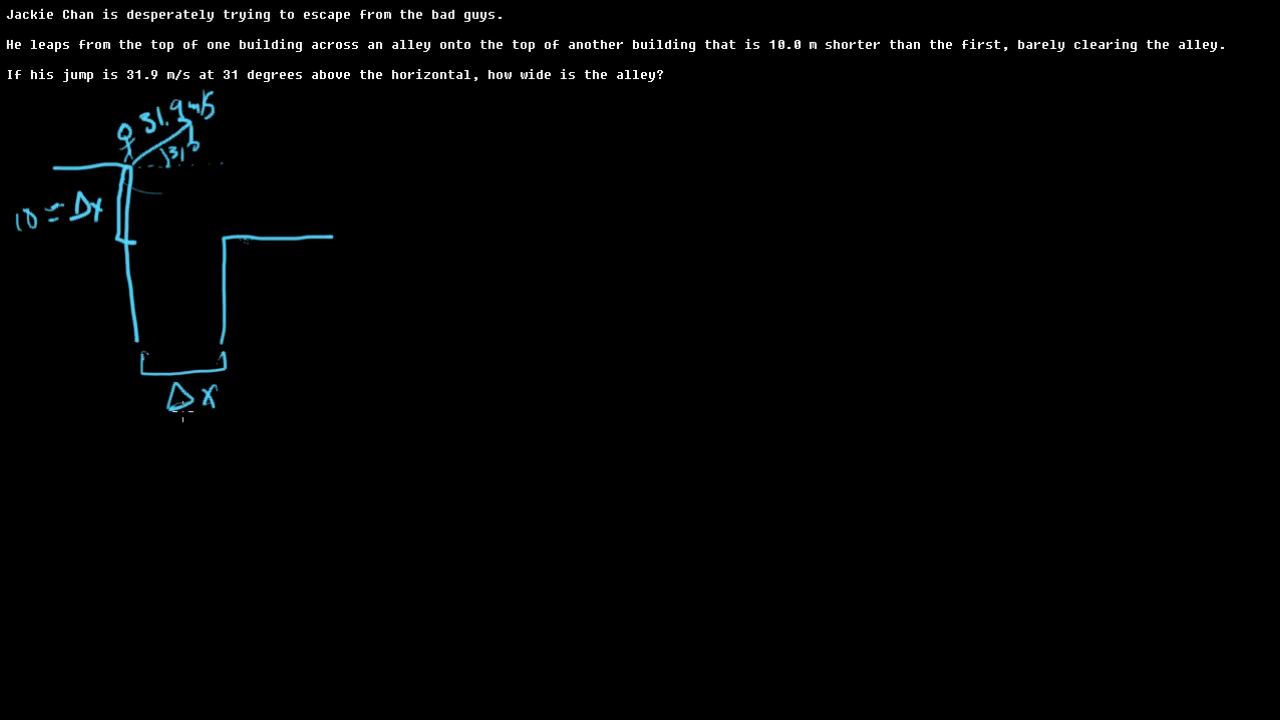 Jackie Chan is desperately trying to escape from the bad guys.
He leaps from the top of one building across an alley onto the top of another building that is 10.0 m shorter than the first, barely clearing the alley.
If his jump is 31.9 m/s at 31 degrees above the horizontal, how wide is the alley?
31.9 m/s
31°
10 = Δy
Δx